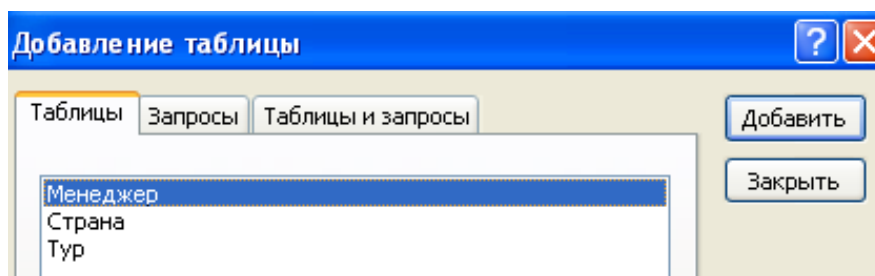 Добавление таблицы
Таблицы Запросы Таблицы и запросы
Добавить
Закрыть
Менеджер
Страна
Тур